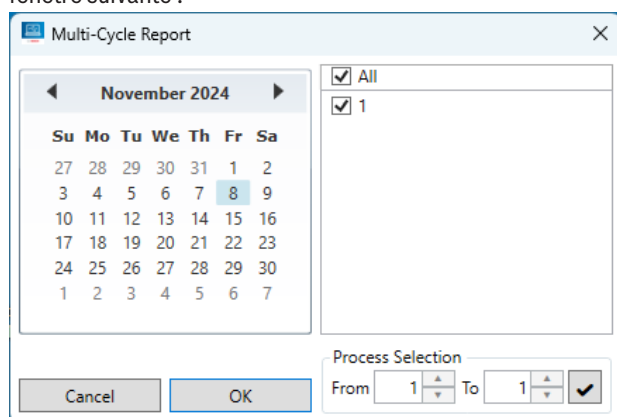 fenêtre suivante :
Multi-Cycle Report
November 2024
Su Mo Tu We Th Fr Sa
27 28 29 30 31 1 2
3 4 5 6 7 8 9
10 11 12 13 14 15 16
17 18 19 20 21 22 23
24 25 26 27 28 29 30
1 2 3 4 5 6 7
All
1
Process Selection
From 1 To 1
Cancel OK